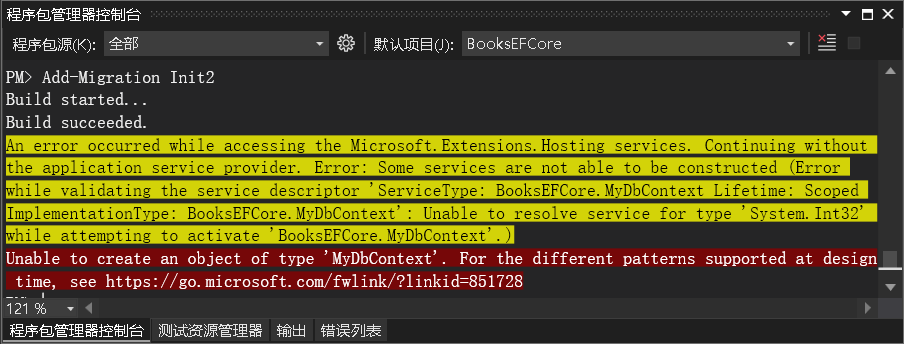 程序包管理器控制台
程序包源(K): 全部 默认项目(J): BooksEFCore
PM> Add-Migration Init2
Build started...
Build succeeded.
An error occurred while accessing the Microsoft.Extensions.Hosting services. Continuing without
the application service provider. Error: Some services are not able to be constructed (Error
while validating the service descriptor 'ServiceType: BooksEFCore.MyDbContext Lifetime: Scoped
ImplementationType: BooksEFCore.MyDbContext': Unable to resolve service for type 'System.Int32'
while attempting to activate 'BooksEFCore.MyDbContext'.)
Unable to create an object of type 'MyDbContext'. For the different patterns supported at design
time, see https://go.microsoft.com/fwlink/?linkid=851728
121 %
程序包管理器控制台 测试资源管理器 输出 错误列表